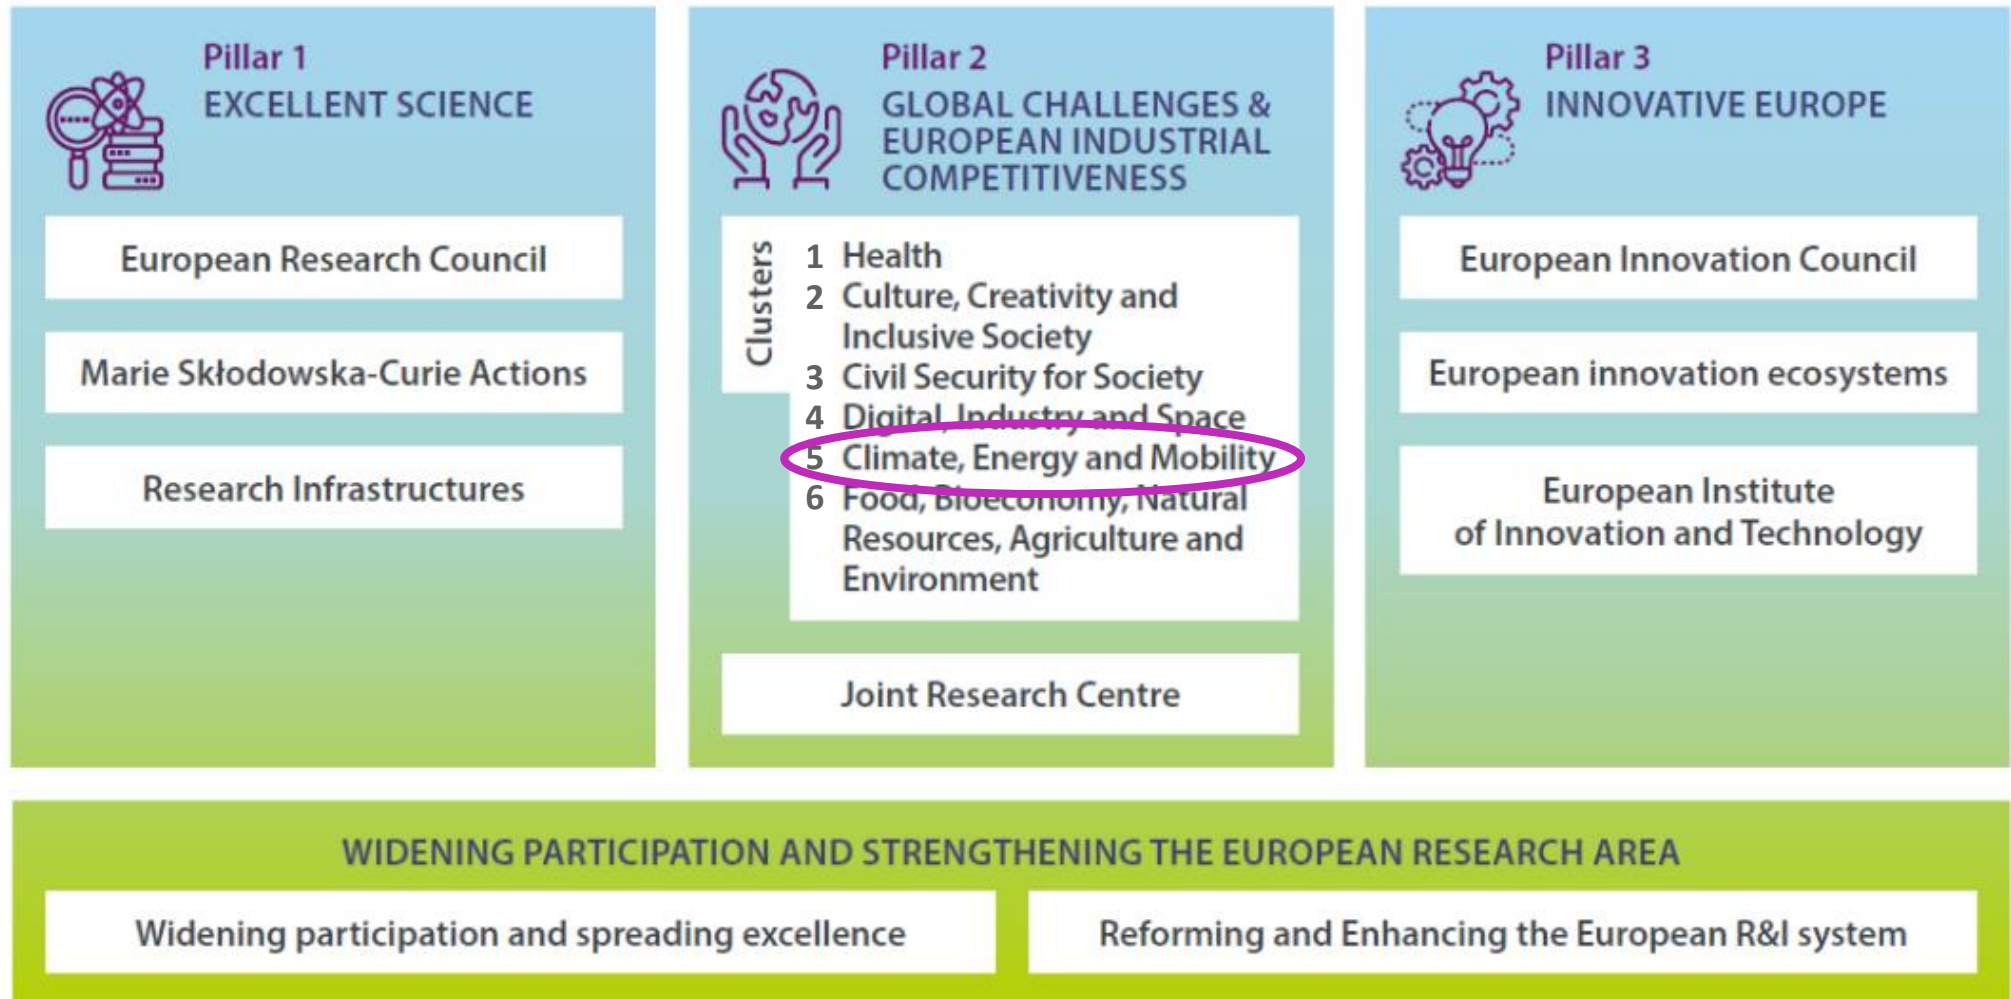 Pillar 1
EXCELLENT SCIENCE
European Research Council
Marie Skłodowska-Curie Actions
Research Infrastructures
Pillar 2
GLOBAL CHALLENGES &
EUROPEAN INDUSTRIAL
COMPETITIVENESS
Clusters
1 Health
2 Culture, Creativity and
Inclusive Society
3 Civil Security for Society
4 Digital, Industry and Space
5 Climate, Energy and Mobility
6 Food, Bioeconomy, Natural
Resources, Agriculture and
Environment
Joint Research Centre
Pillar 3
INNOVATIVE EUROPE
European Innovation Council
European innovation ecosystems
European Institute
of Innovation and Technology
WIDENING PARTICIPATION AND STRENGTHENING THE EUROPEAN RESEARCH AREA
Widening participation and spreading excellence
Reforming and Enhancing the European R&I system